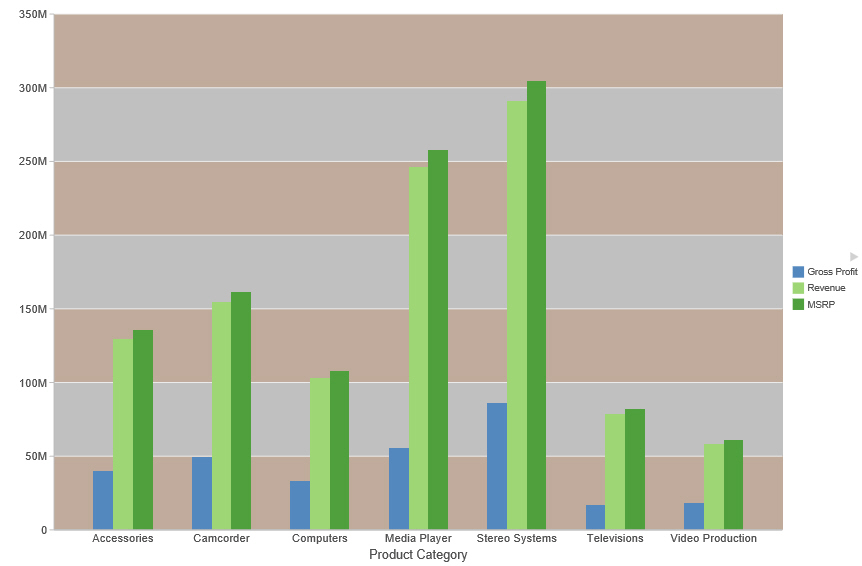 350M
300M
250M
200M
150M
100M
50M
0
Accessories Camcorder Computers Media Player Stereo Systems Televisions Video Production
Product Category
Gross Profit
Revenue
MSRP